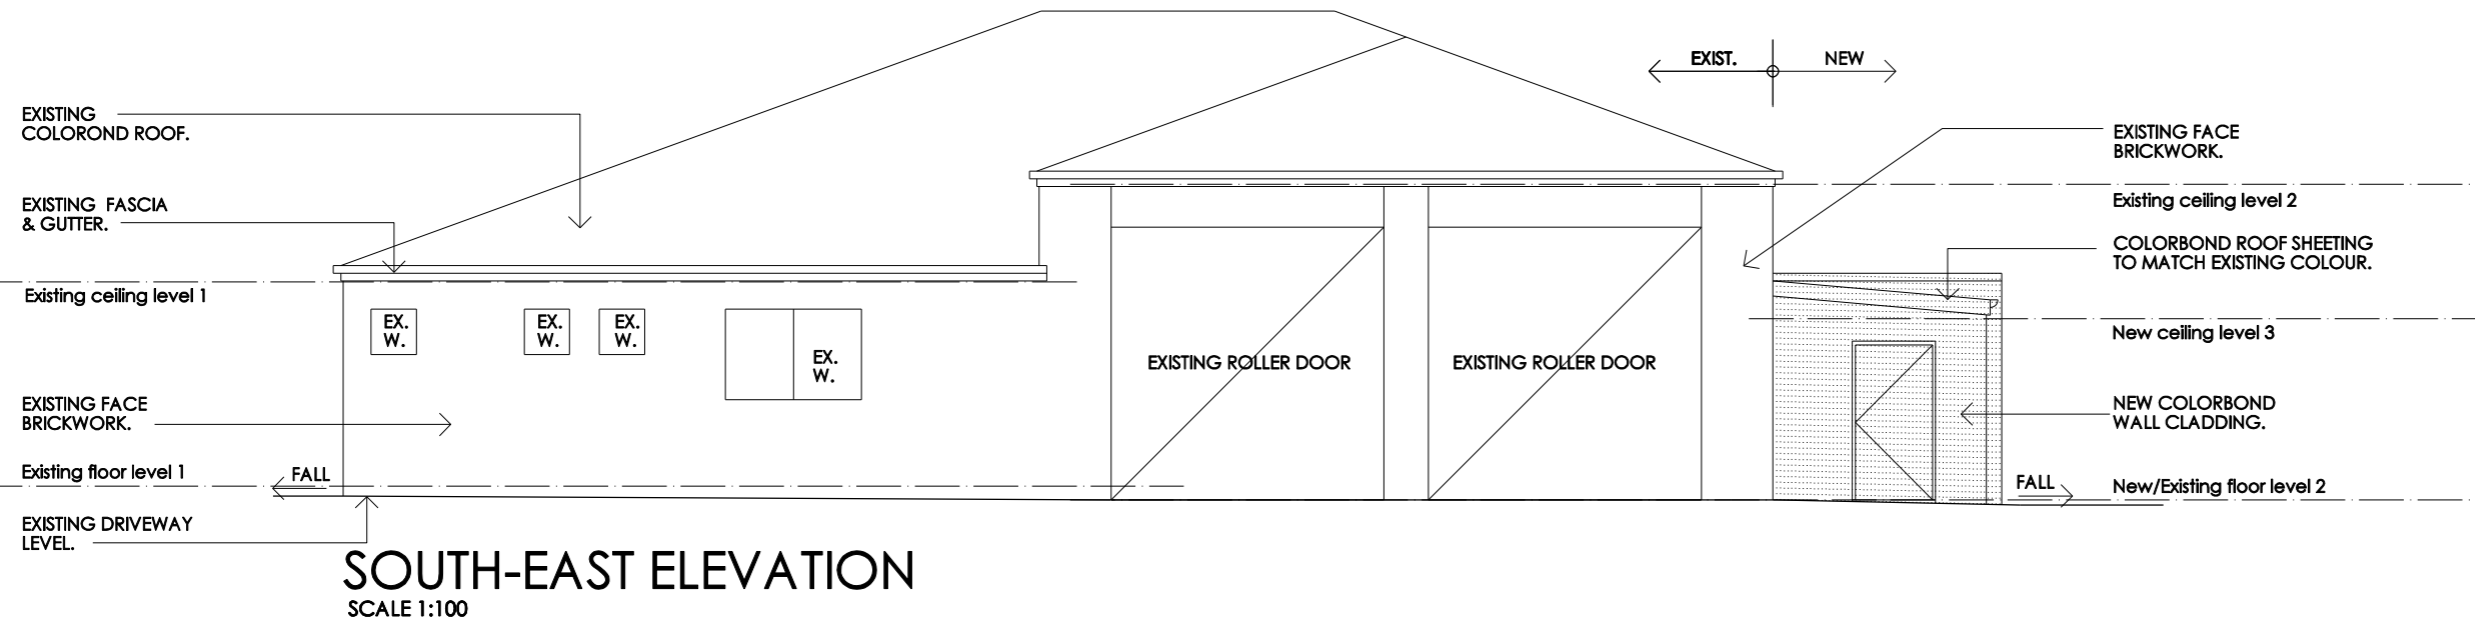 EXIST.
NEW
EXISTING
COLOROND ROOF.
EXISTING FASCIA
& GUTTER.
Existing ceiling level 1
EX.
W.
EX.
W.
EX.
W.
EX.
W.
EXISTING FACE
BRICKWORK.
Existing floor level 1
FALL
EXISTING DRIVEWAY
LEVEL.
EXISTING ROLLER DOOR
EXISTING ROLLER DOOR
EXISTING FACE
BRICKWORK.
Existing ceiling level 2
COLORBOND ROOF SHEETING
TO MATCH EXISTING COLOUR.
New ceiling level 3
NEW COLORBOND
WALL CLADDING.
FALL
New/Existing floor level 2
SOUTH-EAST ELEVATION
SCALE 1:100